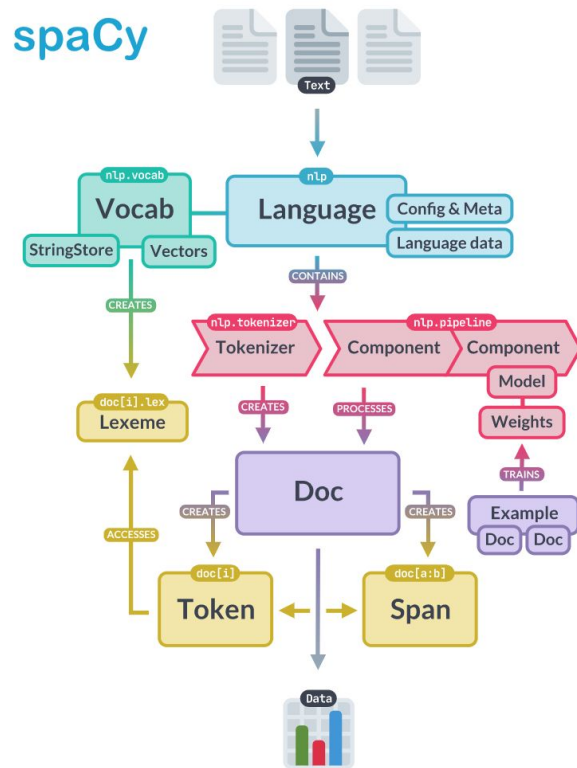 spaCy
Text
nlp.vocab
Vocab
StringStore
Vectors
nlp
Language
Config & Meta
Language data
CREATES
CONTAINS
nlp.tokenizer
Tokenizer
nlp.pipeline
Component
Component
Model
Weights
doc[i].lex
Lexeme
CREATES
PROCESSES
TRAINS
Doc
Example
Doc
Doc
ACCESSES
CREATES
CREATES
doc[i]
Token
doc[a:b]
Span
Data